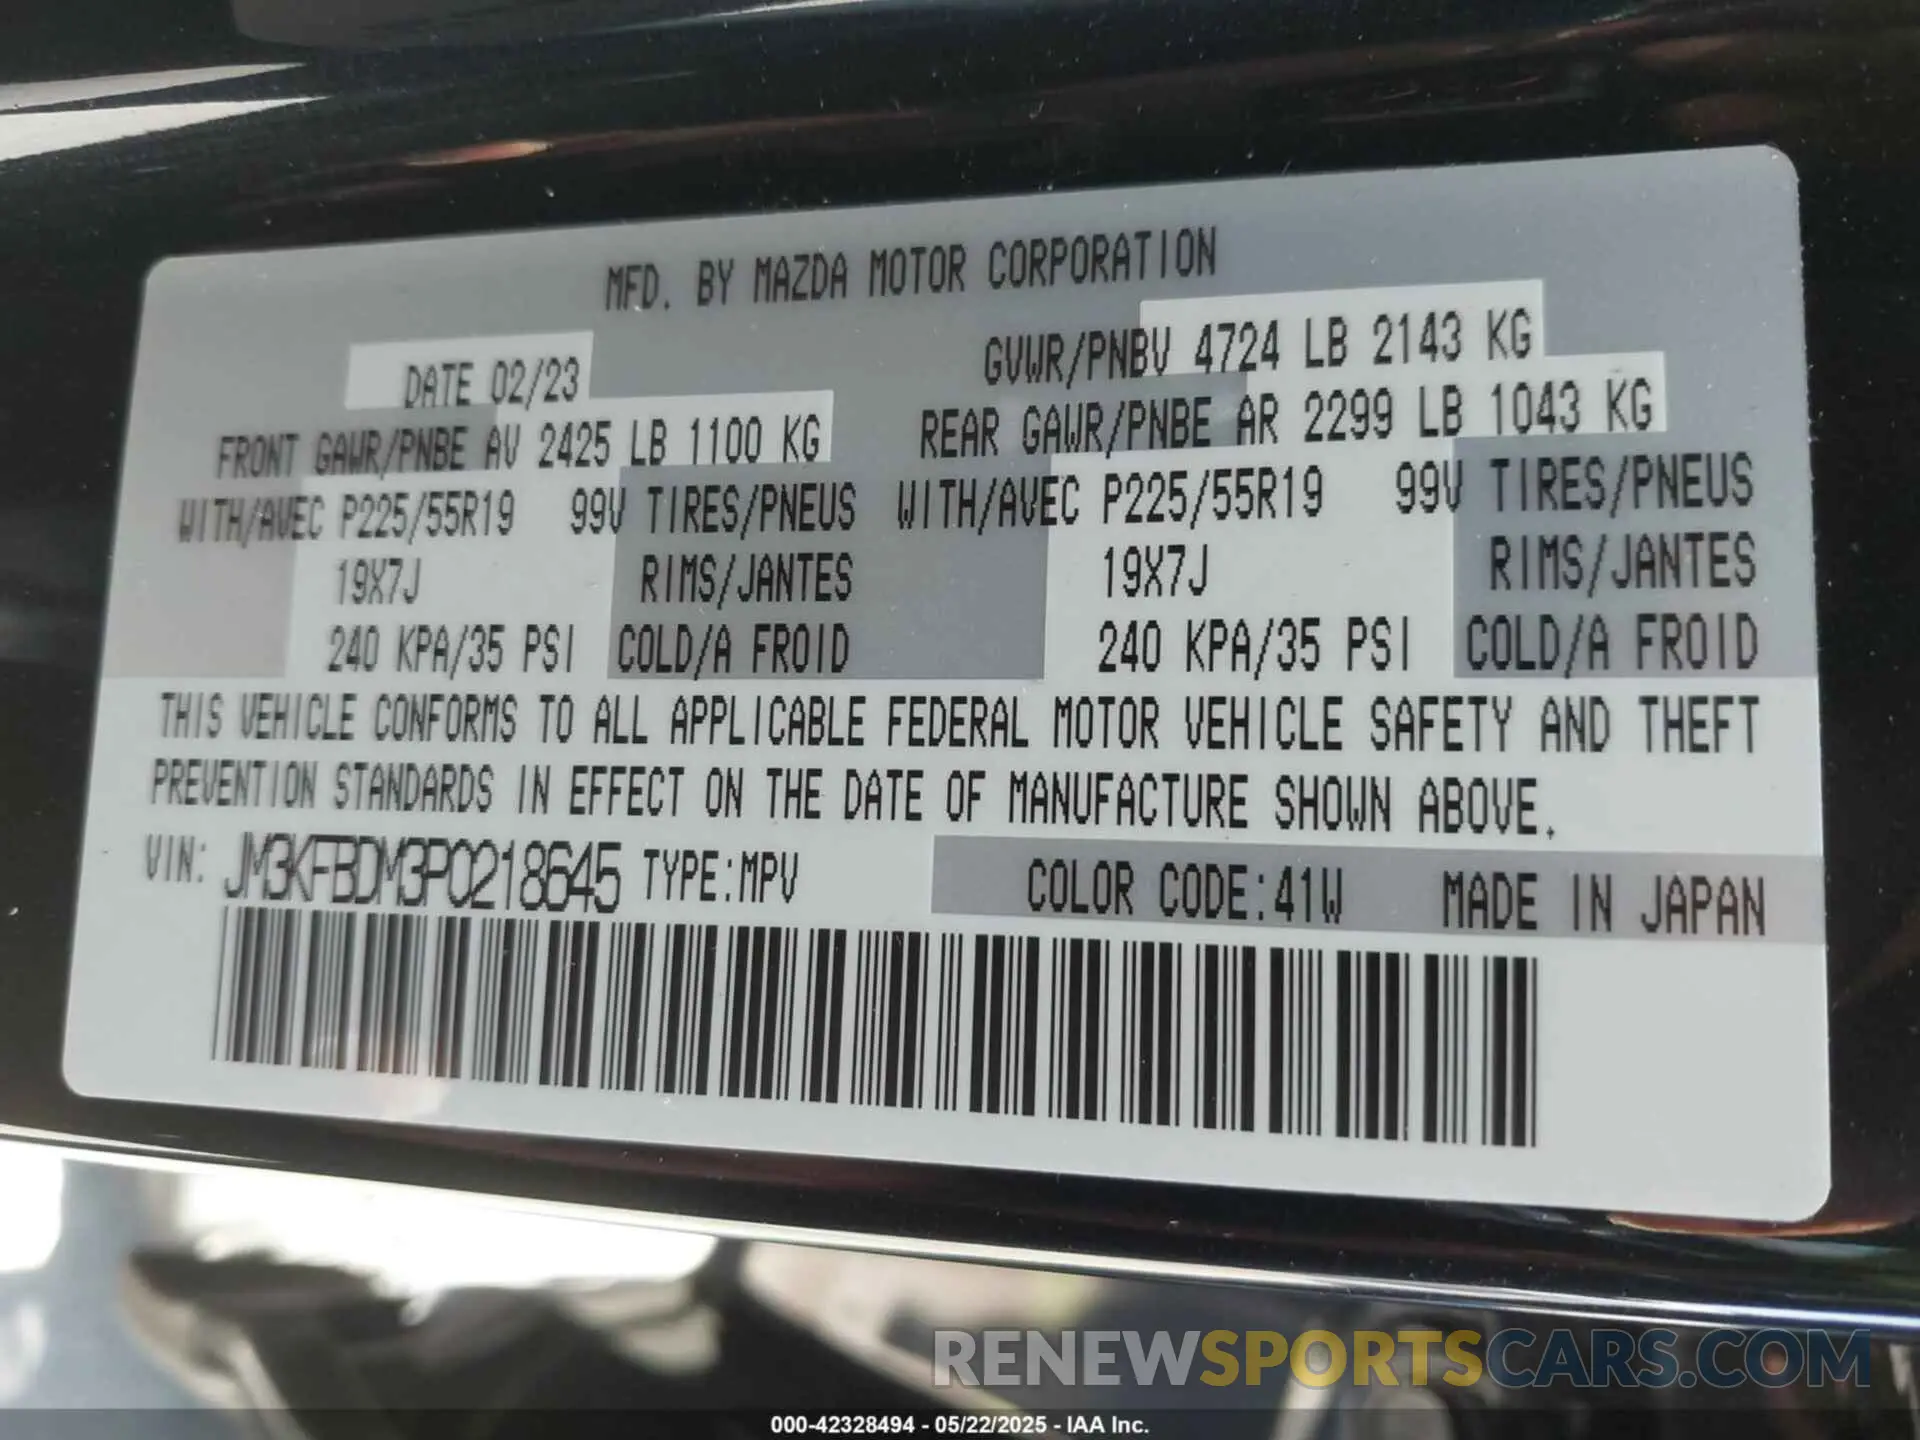 MFD. BY MAZDA MOTOR CORPORATION
DATE 02/23 GVWR/PNBV 4724 LB 2143 KG
FRONT GAWR/PNBE AV 2425 LB 1100 KG REAR GAWR/PNBE AR 2299 LB 1043 KG
WITH/AVEC P225/55R19 99V TIRES/PNEUS WITH/AVEC P225/55R19 99V TIRES/PNEUS
19X7J RIMS/JANTES 19X7J RIMS/JANTES
240 KPA/35 PSI COLD/A FROID 240 KPA/35 PSI COLD/A FROID
THIS VEHICLE CONFORMS TO ALL APPLICABLE FEDERAL MOTOR VEHICLE SAFETY AND THEFT
PREVENTION STANDARDS IN EFFECT ON THE DATE OF MANUFACTURE SHOWN ABOVE.
VIN: JM3KFBDM3P0218645 TYPE:MPV COLOR CODE:41W MADE IN JAPAN
RENEWSPORTSCARS.COM
000-42328494 - 05/22/2025 - IAA Inc.